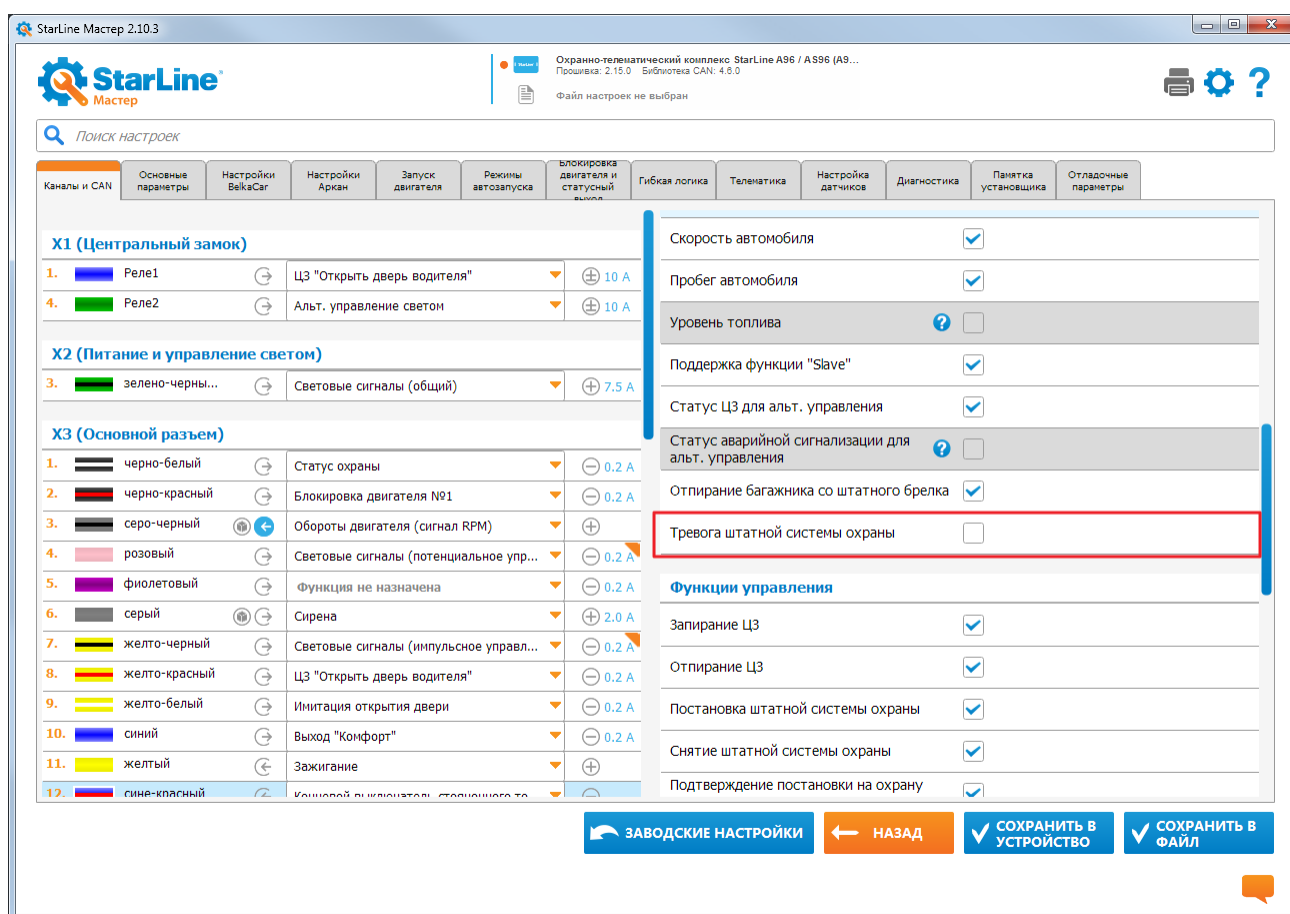 StarLine Мастер 2.10.3
StarLine
Мастер
Охранно-телематический комплекс StarLine A96 / AS96 (A9...
Прошивка: 2.15.0 Библиотека CAN: 4.6.0
Файл настроек не выбран
?
Поиск настроек
Каналы и CAN
Основные параметры
Настройки BelkaCar
Настройки Аркан
Запуск двигателя
Режимы автозапуска
Блокировка двигателя и статусный выход
Гибкая логика
Телематика
Настройка датчиков
Диагностика
Памятка установщика
Отладочные параметры
X1 (Центральный замок)
1. Реле1 ЦЗ "Открыть дверь водителя" 10 А
4. Реле2 Альт. управление светом 10 А
X2 (Питание и управление светом)
3. зелено-черны... Световые сигналы (общий) 7.5 А
X3 (Основной разъем)
1. черно-белый Статус охраны 0.2 А
2. черно-красный Блокировка двигателя №1 0.2 А
3. серо-черный Обороты двигателя (сигнал RPM)
4. розовый Световые сигналы (потенциальное упр... 0.2 А
5. фиолетовый Функция не назначена 0.2 А
6. серый Сирена 2.0 А
7. желто-черный Световые сигналы (импульсное управл... 0.2 А
8. желто-красный ЦЗ "Открыть дверь водителя" 0.2 А
9. желто-белый Имитация открытия двери 0.2 А
10. синий Выход "Комфорт" 0.2 А
11. желтый Зажигание
12. сине-красный Концевой выключатель стояночного то...
Скорость автомобиля
Пробег автомобиля
Уровень топлива ?
Поддержка функции "Slave"
Статус ЦЗ для альт. управления
Статус аварийной сигнализации для
альт. управления ?
Отпирание багажника со штатного брелка
Тревога штатной системы охраны
Функции управления
Запирание ЦЗ
Отпирание ЦЗ
Постановка штатной системы охраны
Снятие штатной системы охраны
Подтверждение постановки на охрану
ЗАВОДСКИЕ НАСТРОЙКИ
НАЗАД
СОХРАНИТЬ В
УСТРОЙСТВО
СОХРАНИТЬ В
ФАЙЛ